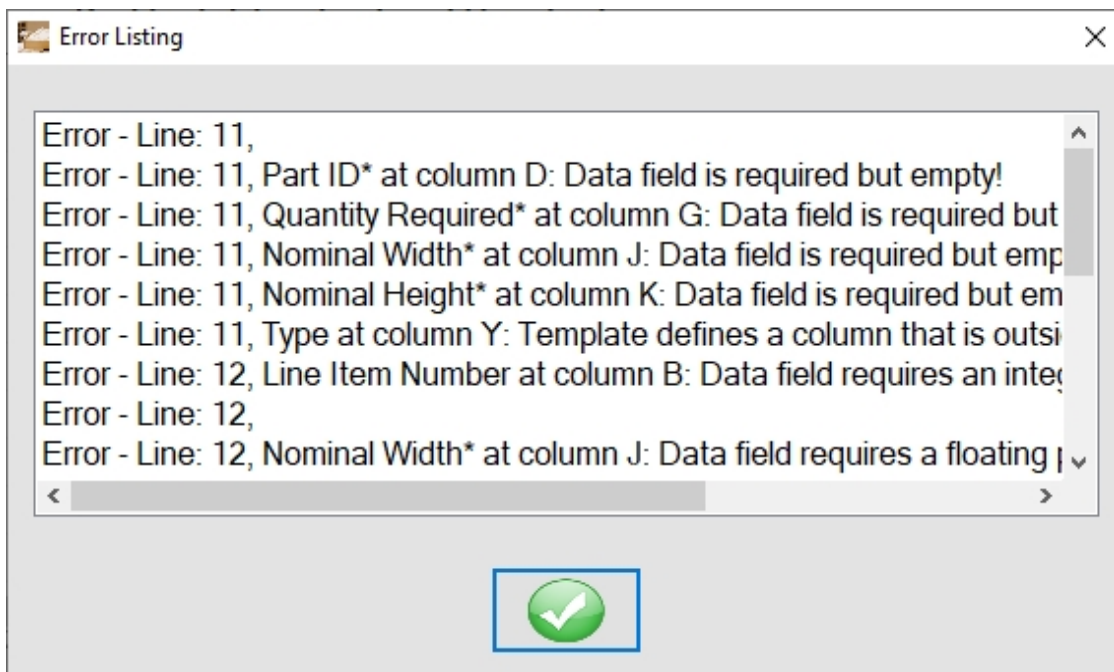 Error Listing
Error - Line: 11,
Error - Line: 11, Part ID* at column D: Data field is required but empty!
Error - Line: 11, Quantity Required* at column G: Data field is required but
Error - Line: 11, Nominal Width* at column J: Data field is required but emp
Error - Line: 11, Nominal Height* at column K: Data field is required but em
Error - Line: 11, Type at column Y: Template defines a column that is outsi
Error - Line: 12, Line Item Number at column B: Data field requires an integ
Error - Line: 12,
Error - Line: 12, Nominal Width* at column J: Data field requires a floating